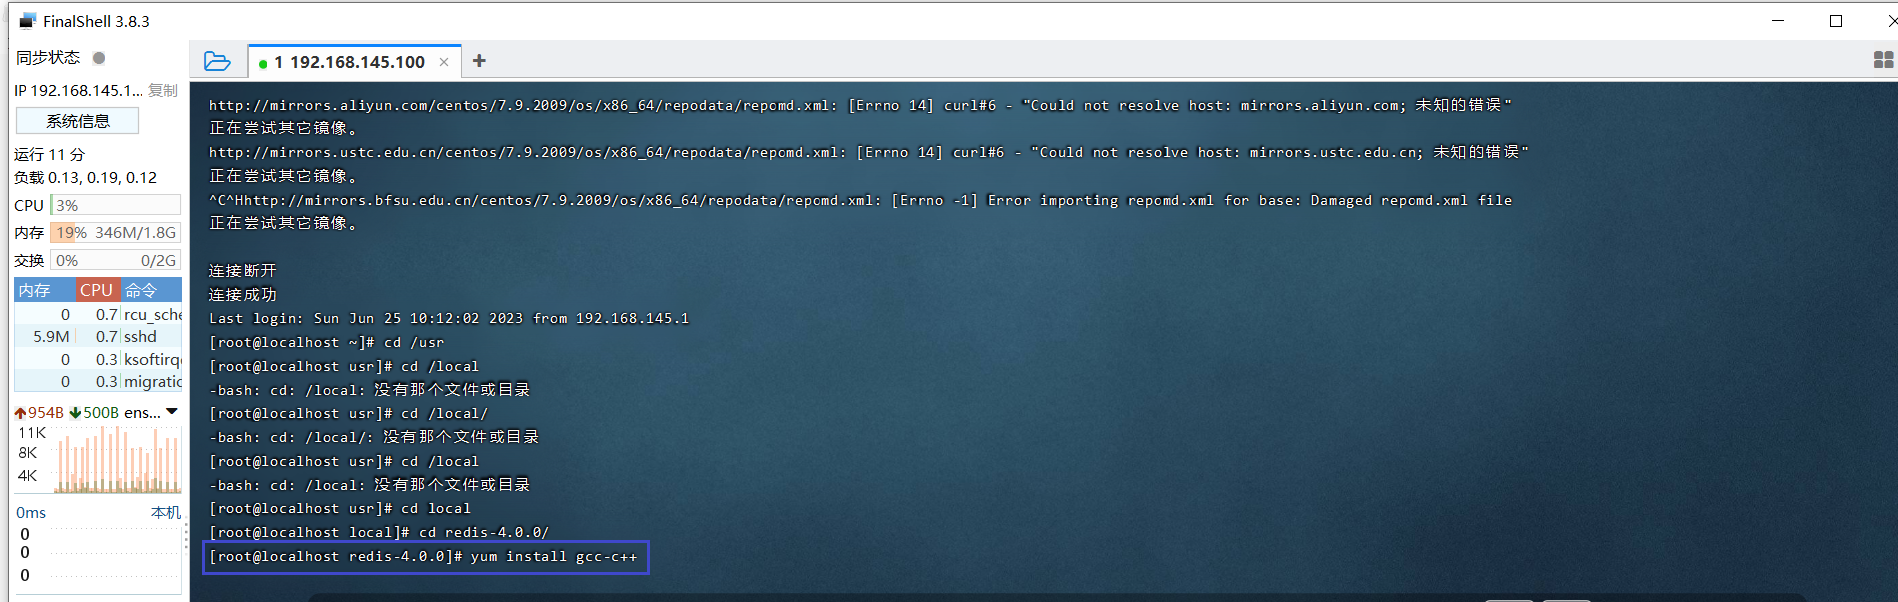 FinalShell 3.8.3
同步状态
1 192.168.145.100
IP 192.168.145.1... 复制
系统信息
运行 11 分
负载 0.13, 0.19, 0.12
CPU 3%
内存 19% 346M/1.8G
交换 0% 0/2G
内存 CPU 命令
0 0.7 rcu_sche
5.9M 0.7 sshd
0 0.3 ksoftirq
0 0.3 migratic
954B 500B ens...
11K
8K
4K
0ms 本机
0
0
0
http://mirrors.aliyun.com/centos/7.9.2009/os/x86_64/repodata/repomd.xml: [Errno 14] curl#6 - "Could not resolve host: mirrors.aliyun.com; 未知的错误"
正在尝试其它镜像。
http://mirrors.ustc.edu.cn/centos/7.9.2009/os/x86_64/repodata/repomd.xml: [Errno 14] curl#6 - "Could not resolve host: mirrors.ustc.edu.cn; 未知的错误"
正在尝试其它镜像。
^C^Hhttp://mirrors.bfsu.edu.cn/centos/7.9.2009/os/x86_64/repodata/repomd.xml: [Errno -1] Error importing repomd.xml for base: Damaged repomd.xml file
正在尝试其它镜像。
连接断开
连接成功
Last login: Sun Jun 25 10:12:02 2023 from 192.168.145.1
[root@localhost ~]# cd /usr
[root@localhost usr]# cd /local
-bash: cd: /local: 没有那个文件或目录
[root@localhost usr]# cd /local/
-bash: cd: /local/: 没有那个文件或目录
[root@localhost usr]# cd /local
-bash: cd: /local: 没有那个文件或目录
[root@localhost usr]# cd local
[root@localhost local]# cd redis-4.0.0/
[root@localhost redis-4.0.0]# yum install gcc-c++